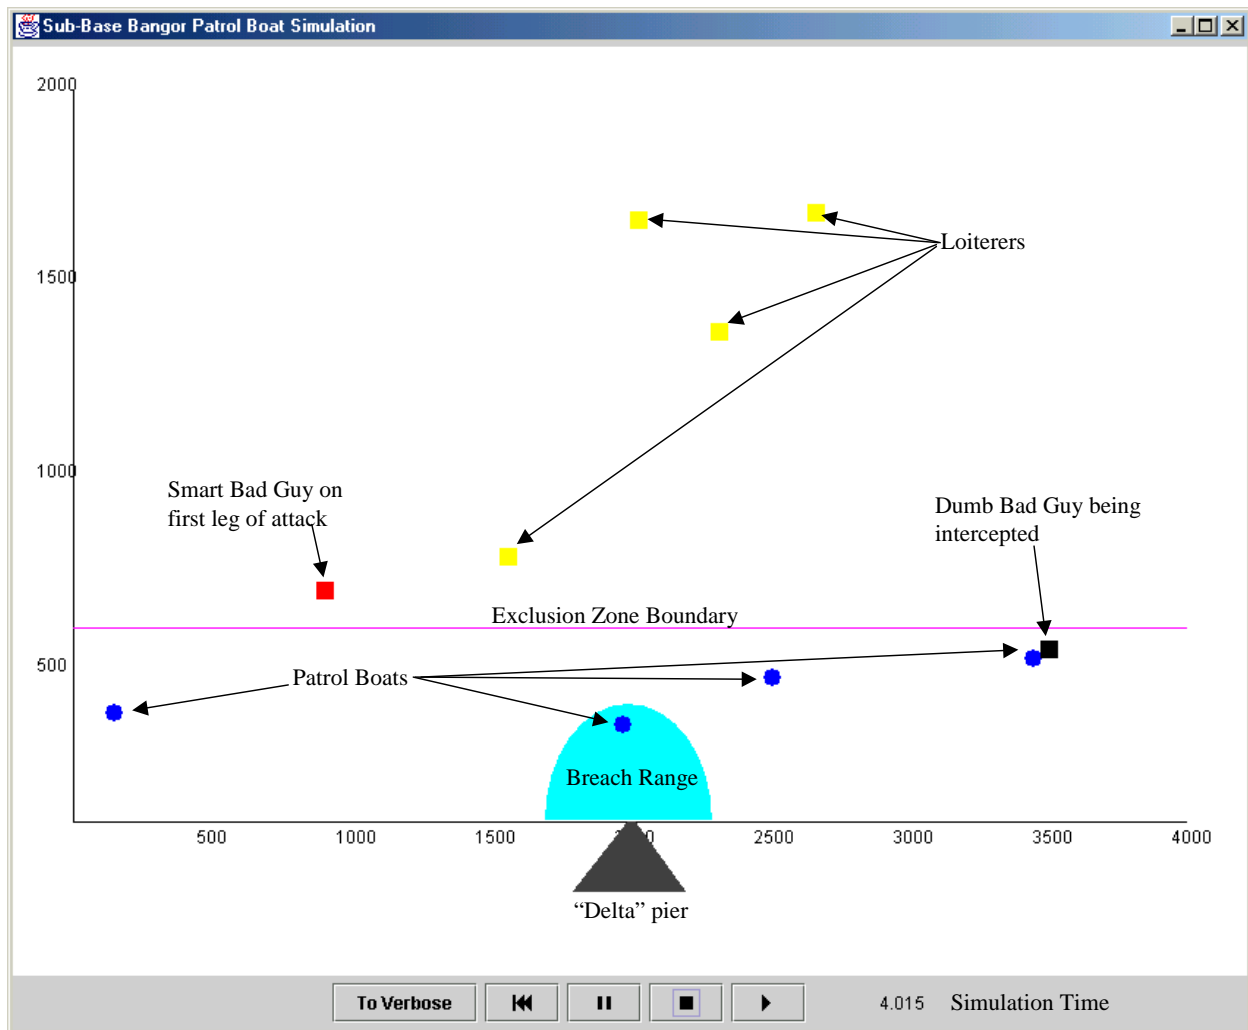 Sub-Base Bangor Patrol Boat Simulation
2000
1500
1000
500
Loiterers
Smart Bad Guy on
first leg of attack
Dumb Bad Guy being
intercepted
Exclusion Zone Boundary
Patrol Boats
Breach Range
500 1000 1500 2000 2500 3000 3500 4000
“Delta” pier
To Verbose
4.015 Simulation Time